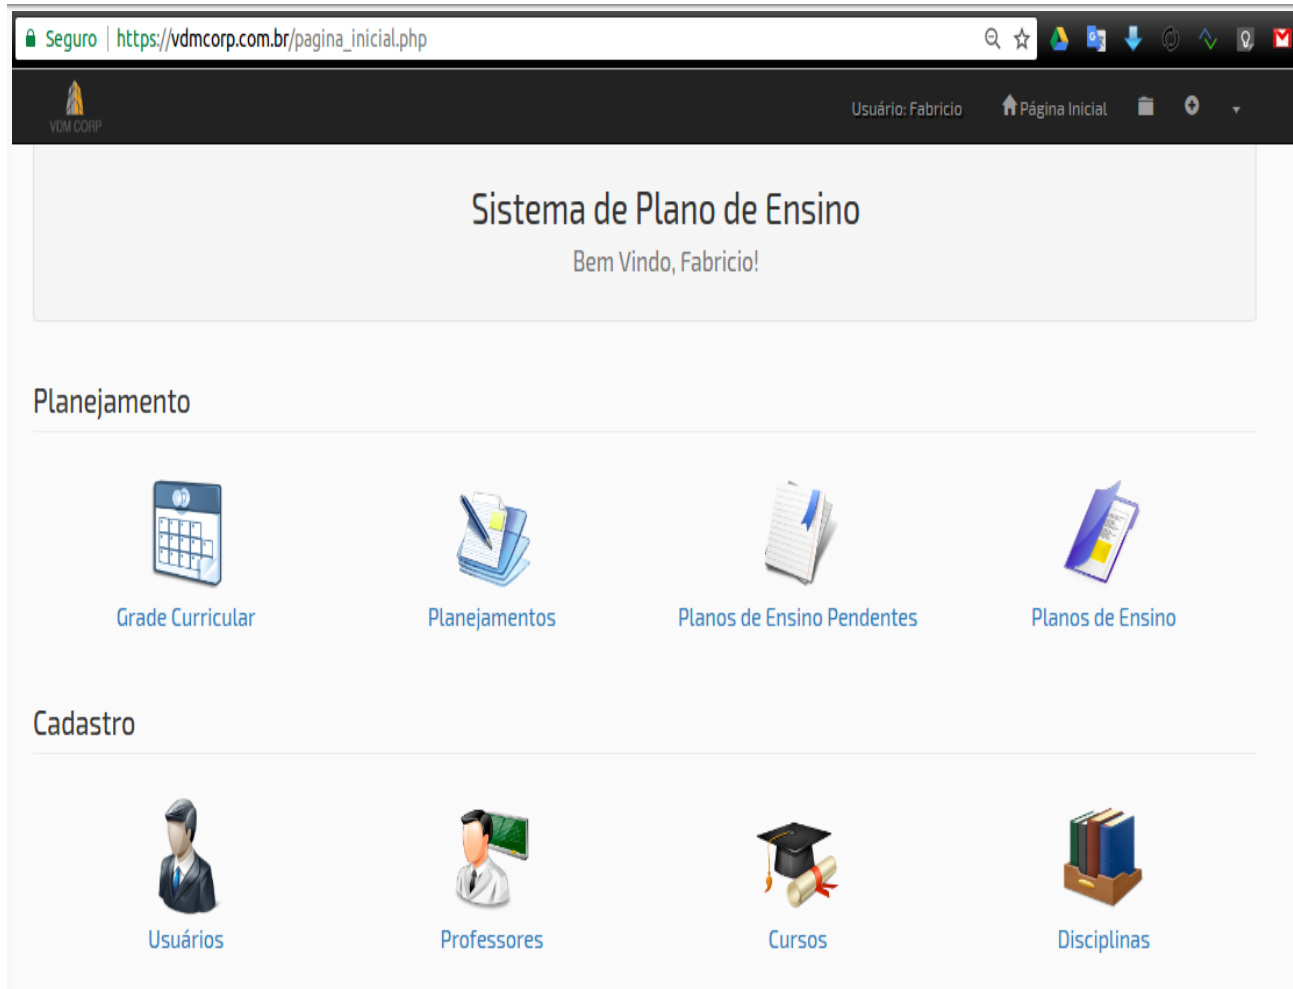 Seguro | https://vdmcorp.com.br/pagina_inicial.php
VDM CORP
Usuário: Fabricio Página Inicial
Sistema de Plano de Ensino
Bem Vindo, Fabricio!
Planejamento
Grade Curricular Planejamentos Planos de Ensino Pendentes Planos de Ensino
Cadastro
Usuários Professores Cursos Disciplinas